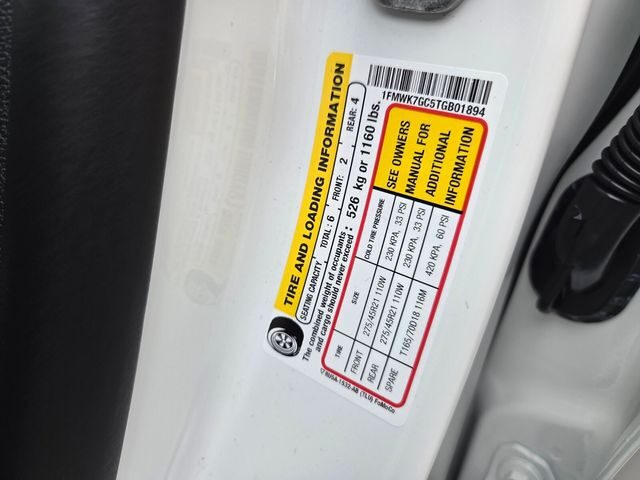 1FMWK7GC5TGB01894
TIRE AND LOADING INFORMATION
SEATING CAPACITY TOTAL: 6 FRONT: 2 REAR: 4
The combined weight of occupants
and cargo should never exceed: 526 kg or 1160 lbs.
TIRE SIZE COLD TIRE PRESSURE
FRONT 275/45R21 110W 230 KPA, 33 PSI
REAR 275/45R21 110W 230 KPA, 33 PSI
SPARE T165/70D18 116M 420 KPA, 60 PSI
SEE OWNERS
MANUAL FOR
ADDITIONAL
INFORMATION
(TLU) FoMoCo